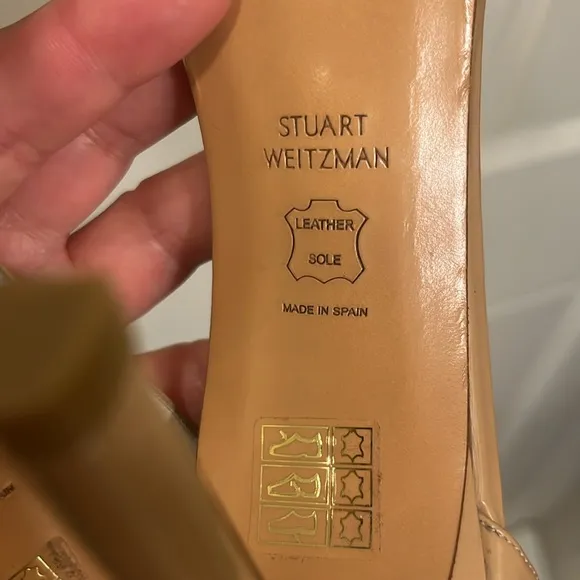 STUART
WEITZMAN
LEATHER
SOLE
MADE IN SPAIN